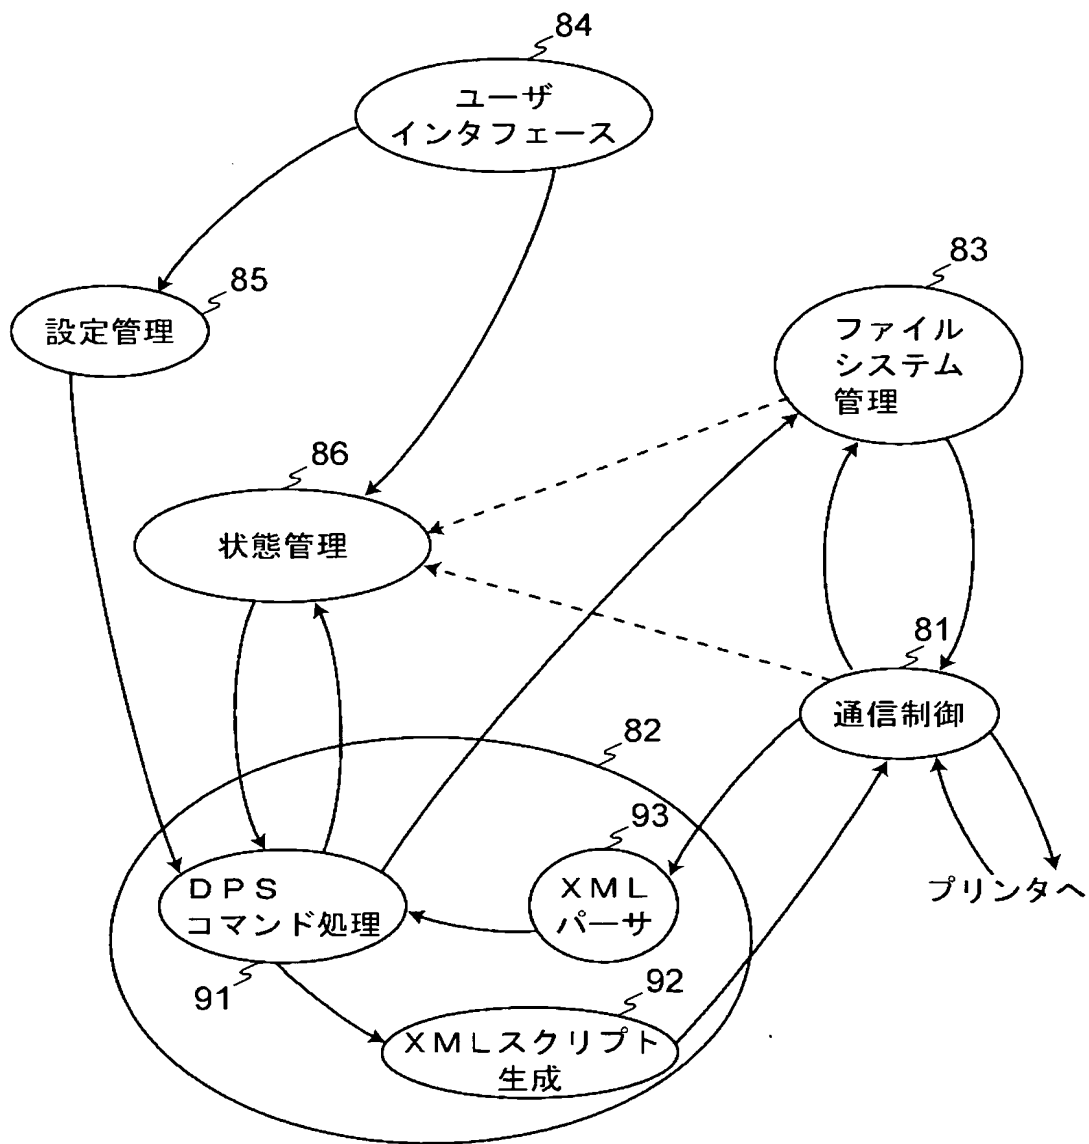 84
ユーザ
インタフェース
85
設定管理
83
ファイル
システム
管理
86
状態管理
81
通信制御
82
93
XML
パーサ
DPS
コマンド処理
91
プリンタへ
92
XMLスクリプト
生成